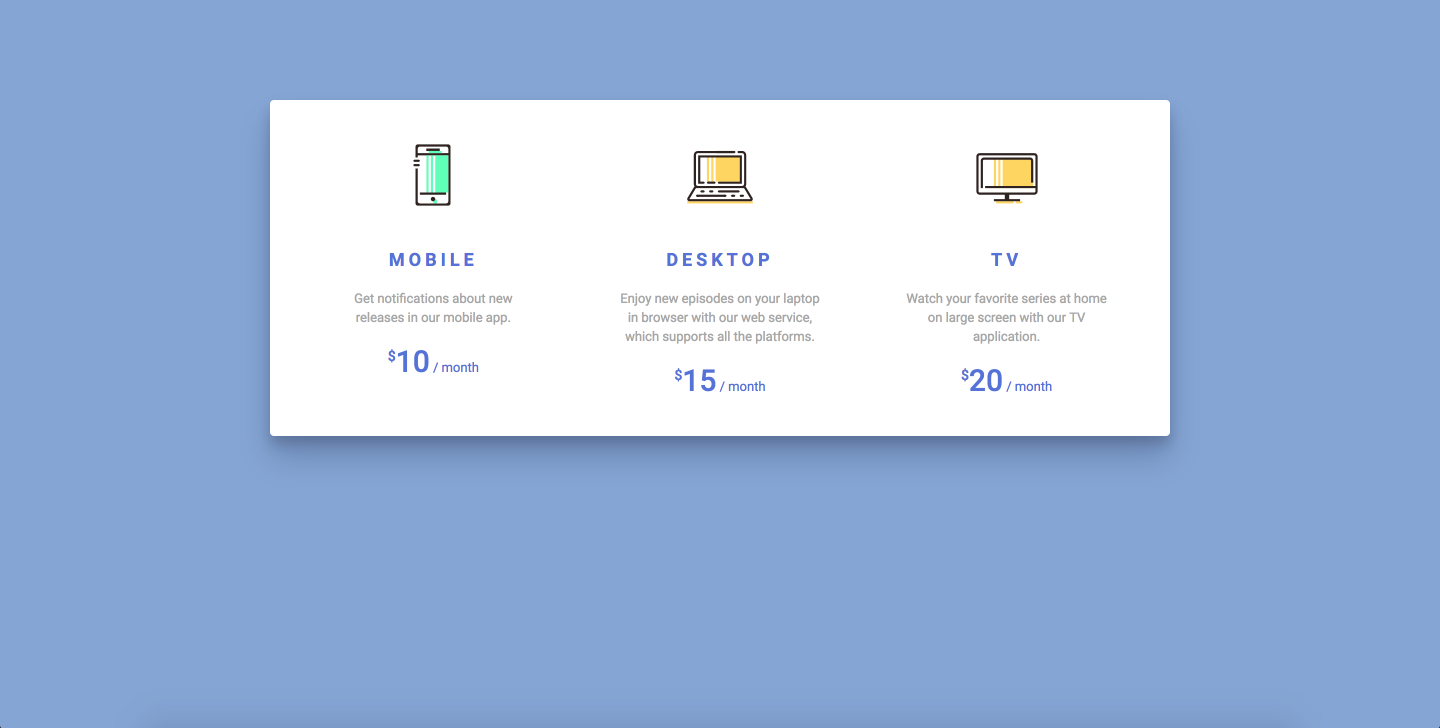 MOBILE
Get notifications about new
releases in our mobile app.
$10 / month
DESKTOP
Enjoy new episodes on your laptop
in browser with our web service,
which supports all the platforms.
$15 / month
TV
Watch your favorite series at home
on large screen with our TV
application.
$20 / month